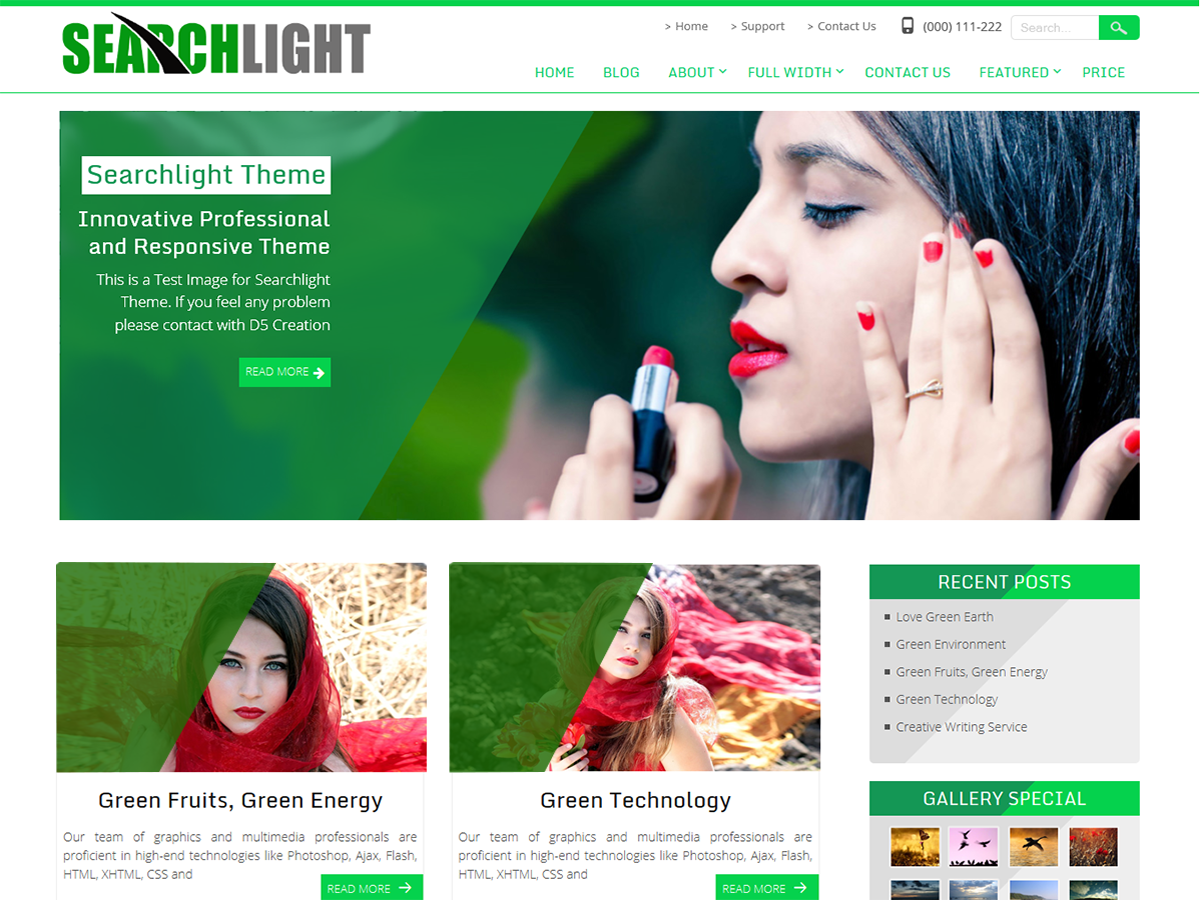 SEARCHLIGHT
> Home > Support > Contact Us (000) 111-222 Search...
HOME BLOG ABOUT FULL WIDTH CONTACT US FEATURED PRICE
Searchlight Theme
Innovative Professional
and Responsive Theme
This is a Test Image for Searchlight
Theme. If you feel any problem
please contact with D5 Creation
READ MORE
Green Fruits, Green Energy
Our team of graphics and multimedia professionals are
proficient in high-end technologies like Photoshop, Ajax, Flash,
HTML, XHTML, CSS and
READ MORE
Green Technology
Our team of graphics and multimedia professionals are
proficient in high-end technologies like Photoshop, Ajax, Flash,
HTML, XHTML, CSS and
READ MORE
RECENT POSTS
Love Green Earth
Green Environment
Green Fruits, Green Energy
Green Technology
Creative Writing Service
GALLERY SPECIAL